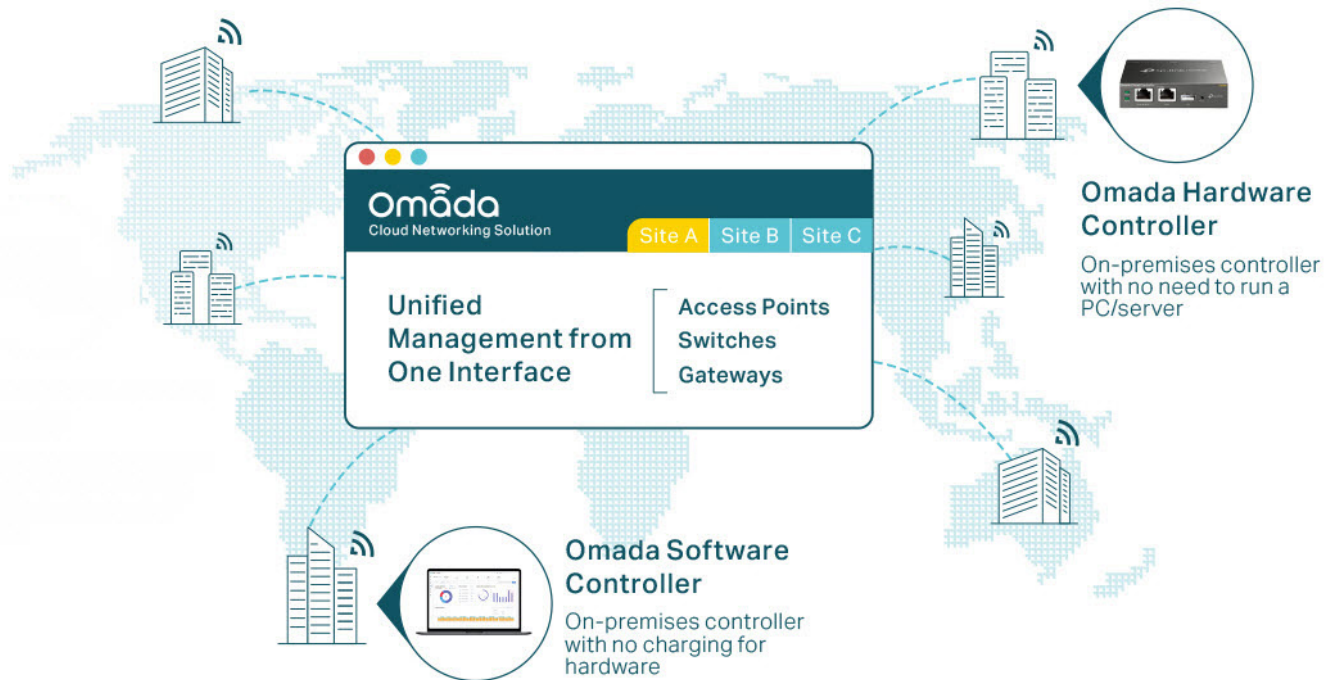 Omada
Cloud Networking Solution
Site A
Site B
Site C
Unified
Management from
One Interface
Access Points
Switches
Gateways
Omada Hardware
Controller
On-premises controller
with no need to run a
PC/server
Omada Software
Controller
On-premises controller
with no charging for
hardware